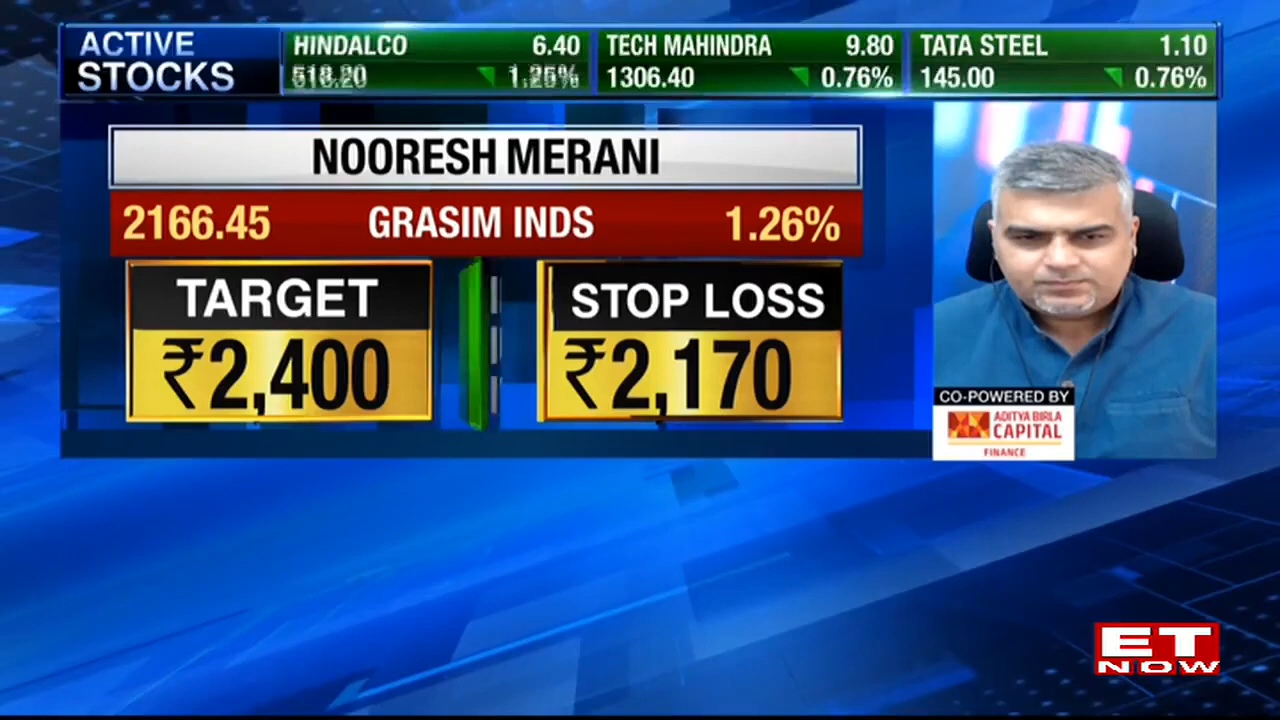 ACTIVE
STOCKS
HINDALCO 6.40
518.20 1.25%
TECH MAHINDRA 9.80
1306.40 0.76%
TATA STEEL 1.10
145.00 0.76%
NOORESH MERANI
2166.45 GRASIM INDS 1.26%
TARGET
₹2,400
STOP LOSS
₹2,170
CO-POWERED BY
ADITYA BIRLA
CAPITAL
FINANCE
ET
NOW